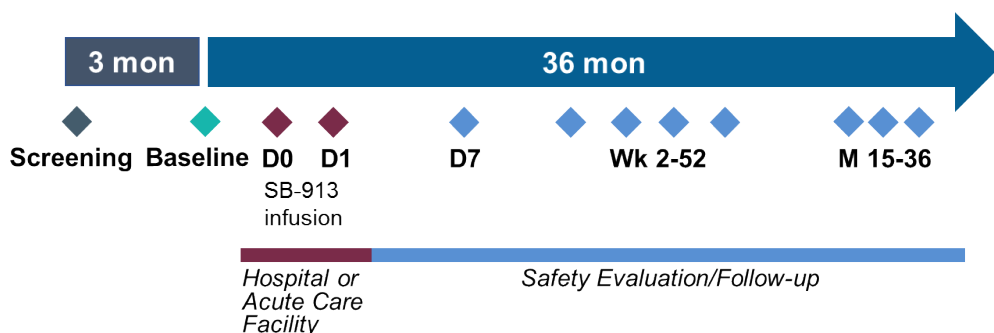 3 mon
36 mon
Screening
Baseline
D0
D1
D7
Wk 2-52
M 15-36
SB-913
infusion
Hospital or
Acute Care
Facility
Safety Evaluation/Follow-up